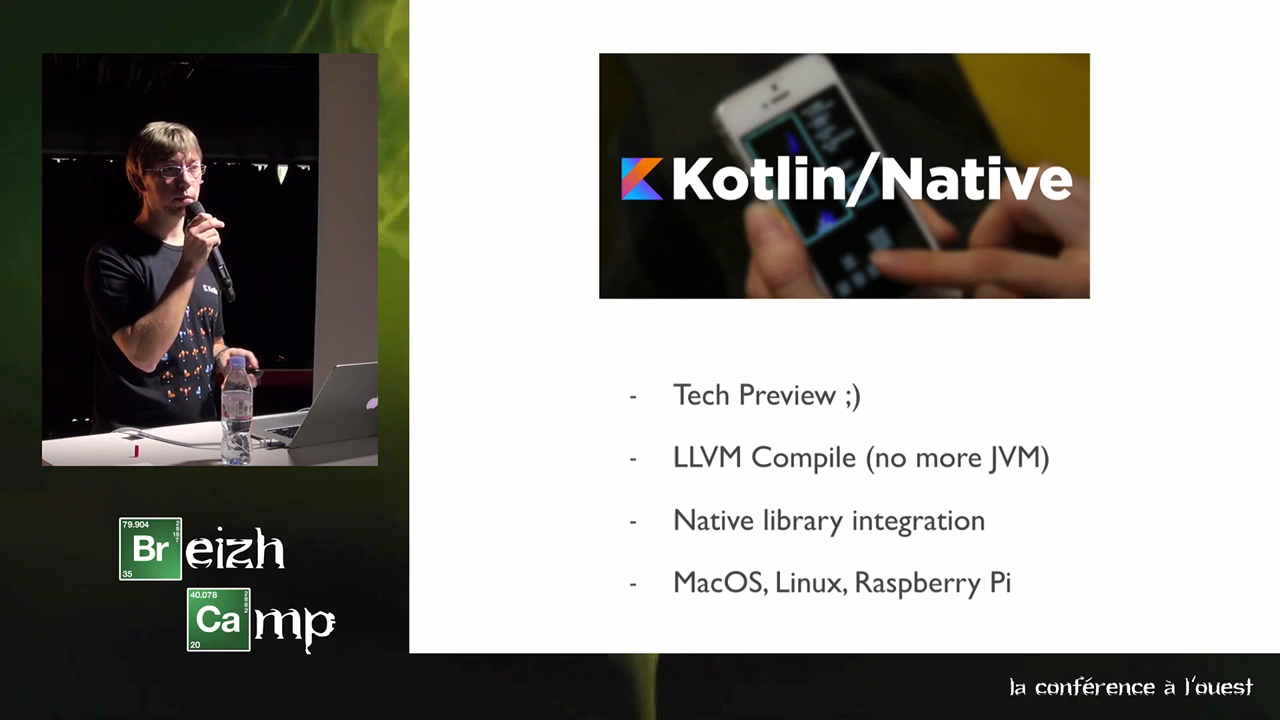 Kotlin/Native
- Tech Preview ;)
- LLVM Compile (no more JVM)
- Native library integration
- MacOS, Linux, Raspberry Pi
79.904
Br eizh
35
40.078
Ca mp
20
la conférence à l'ouest